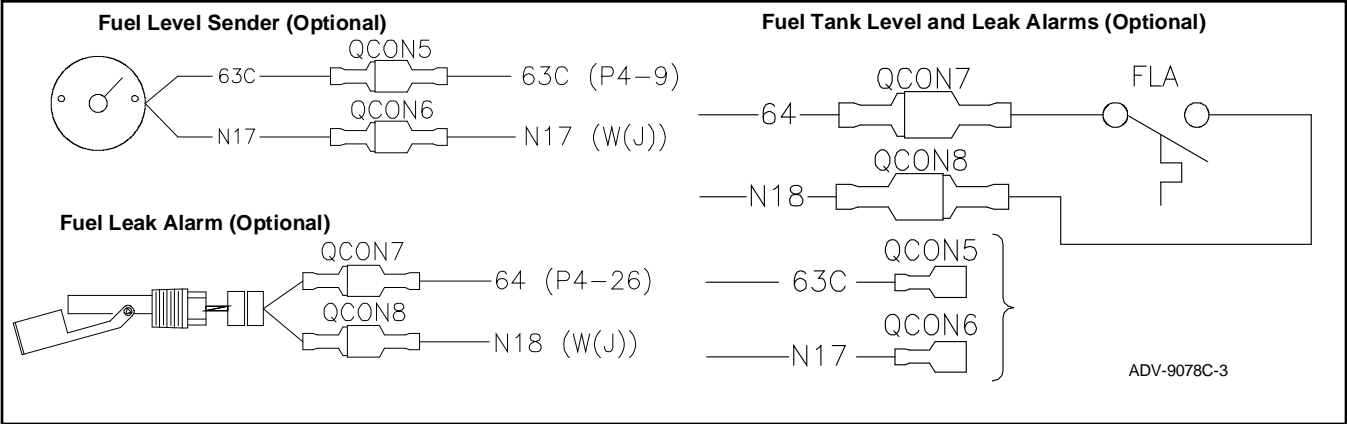 Fuel Level Sender (Optional)
QCON5
63C
63C (P4-9)
QCON6
N17
N17 (W(J))
Fuel Leak Alarm (Optional)
QCON7
64 (P4-26)
QCON8
N18 (W(J))
Fuel Tank Level and Leak Alarms (Optional)
QCON7
FLA
64
QCON8
N18
QCON5
63C
QCON6
N17
ADV-9078C-3